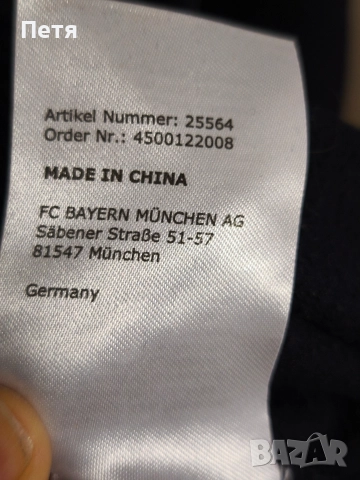 Петя
Artikel Nummer: 25564
Order Nr.: 4500122008
MADE IN CHINA
FC BAYERN MÜNCHEN AG
Säbener Straße 51-57
81547 München
Germany
BAZAR